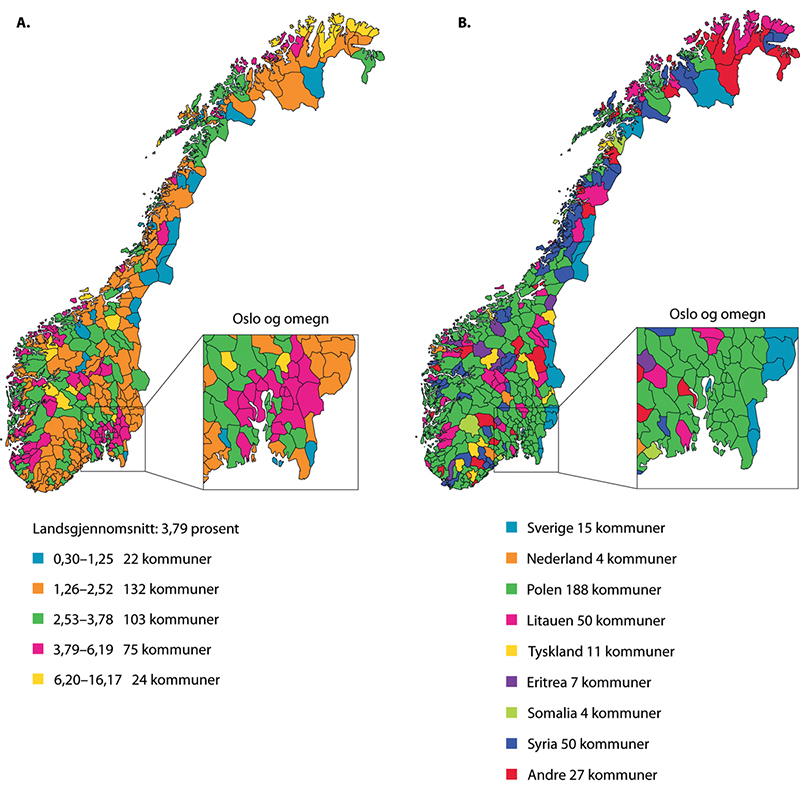 A.
B.
Oslo og omegn
Oslo og omegn
Landsgjennomsnitt: 3,79 prosent
0,30–1,25 22 kommuner
1,26–2,52 132 kommuner
2,53–3,78 103 kommuner
3,79–6,19 75 kommuner
6,20–16,17 24 kommuner
Sverige 15 kommuner
Nederland 4 kommuner
Polen 188 kommuner
Litauen 50 kommuner
Tyskland 11 kommuner
Eritrea 7 kommuner
Somalia 4 kommuner
Syria 50 kommuner
Andre 27 kommuner